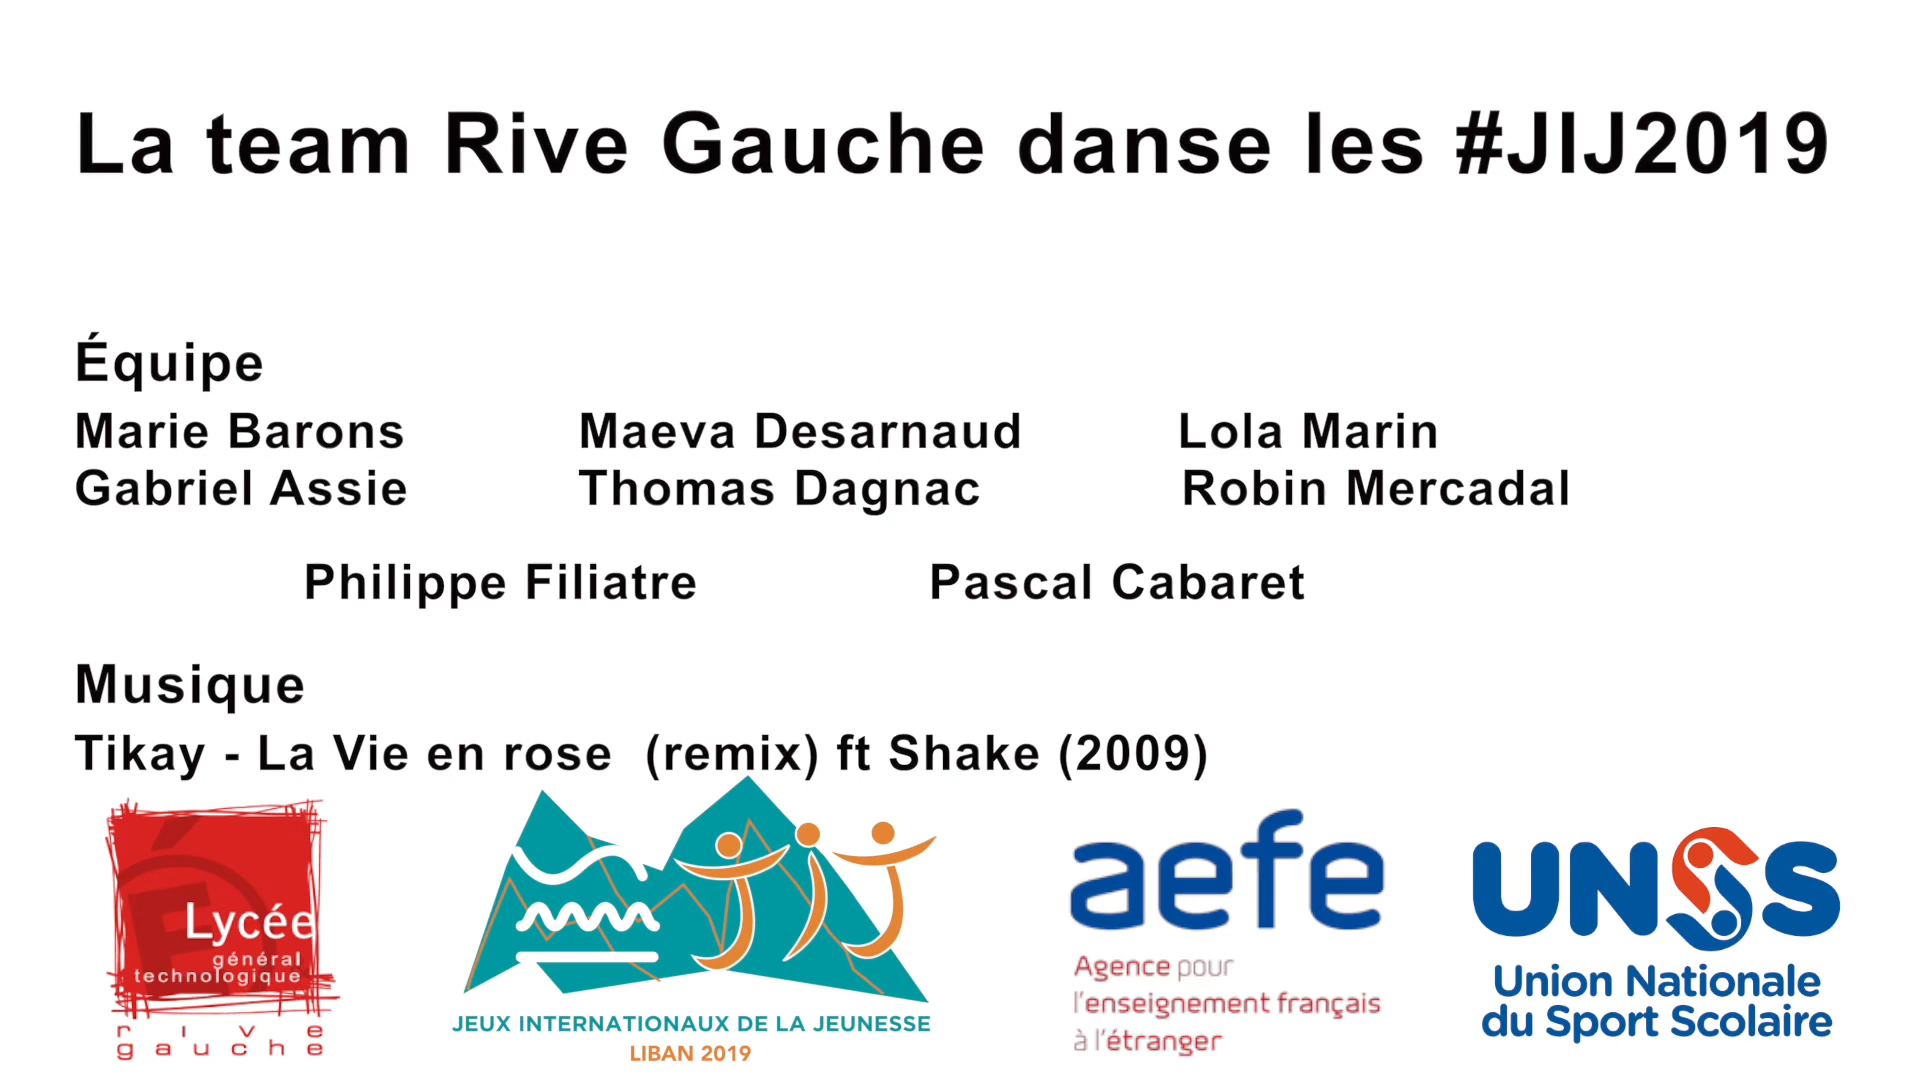 La team Rive Gauche danse les #JIJ2019
Équipe
Marie Barons Maeva Desarnaud Lola Marin
Gabriel Assie Thomas Dagnac Robin Mercadal
Philippe Filiatre Pascal Cabaret
Musique
Tikay - La Vie en rose (remix) ft Shake (2009)
Lycée
général
technologique
rive
gauche
JEUX INTERNATIONAUX DE LA JEUNESSE
LIBAN 2019
aefe
Agence pour
l'enseignement français
à l'étranger
UNSS
Union Nationale
du Sport Scolaire